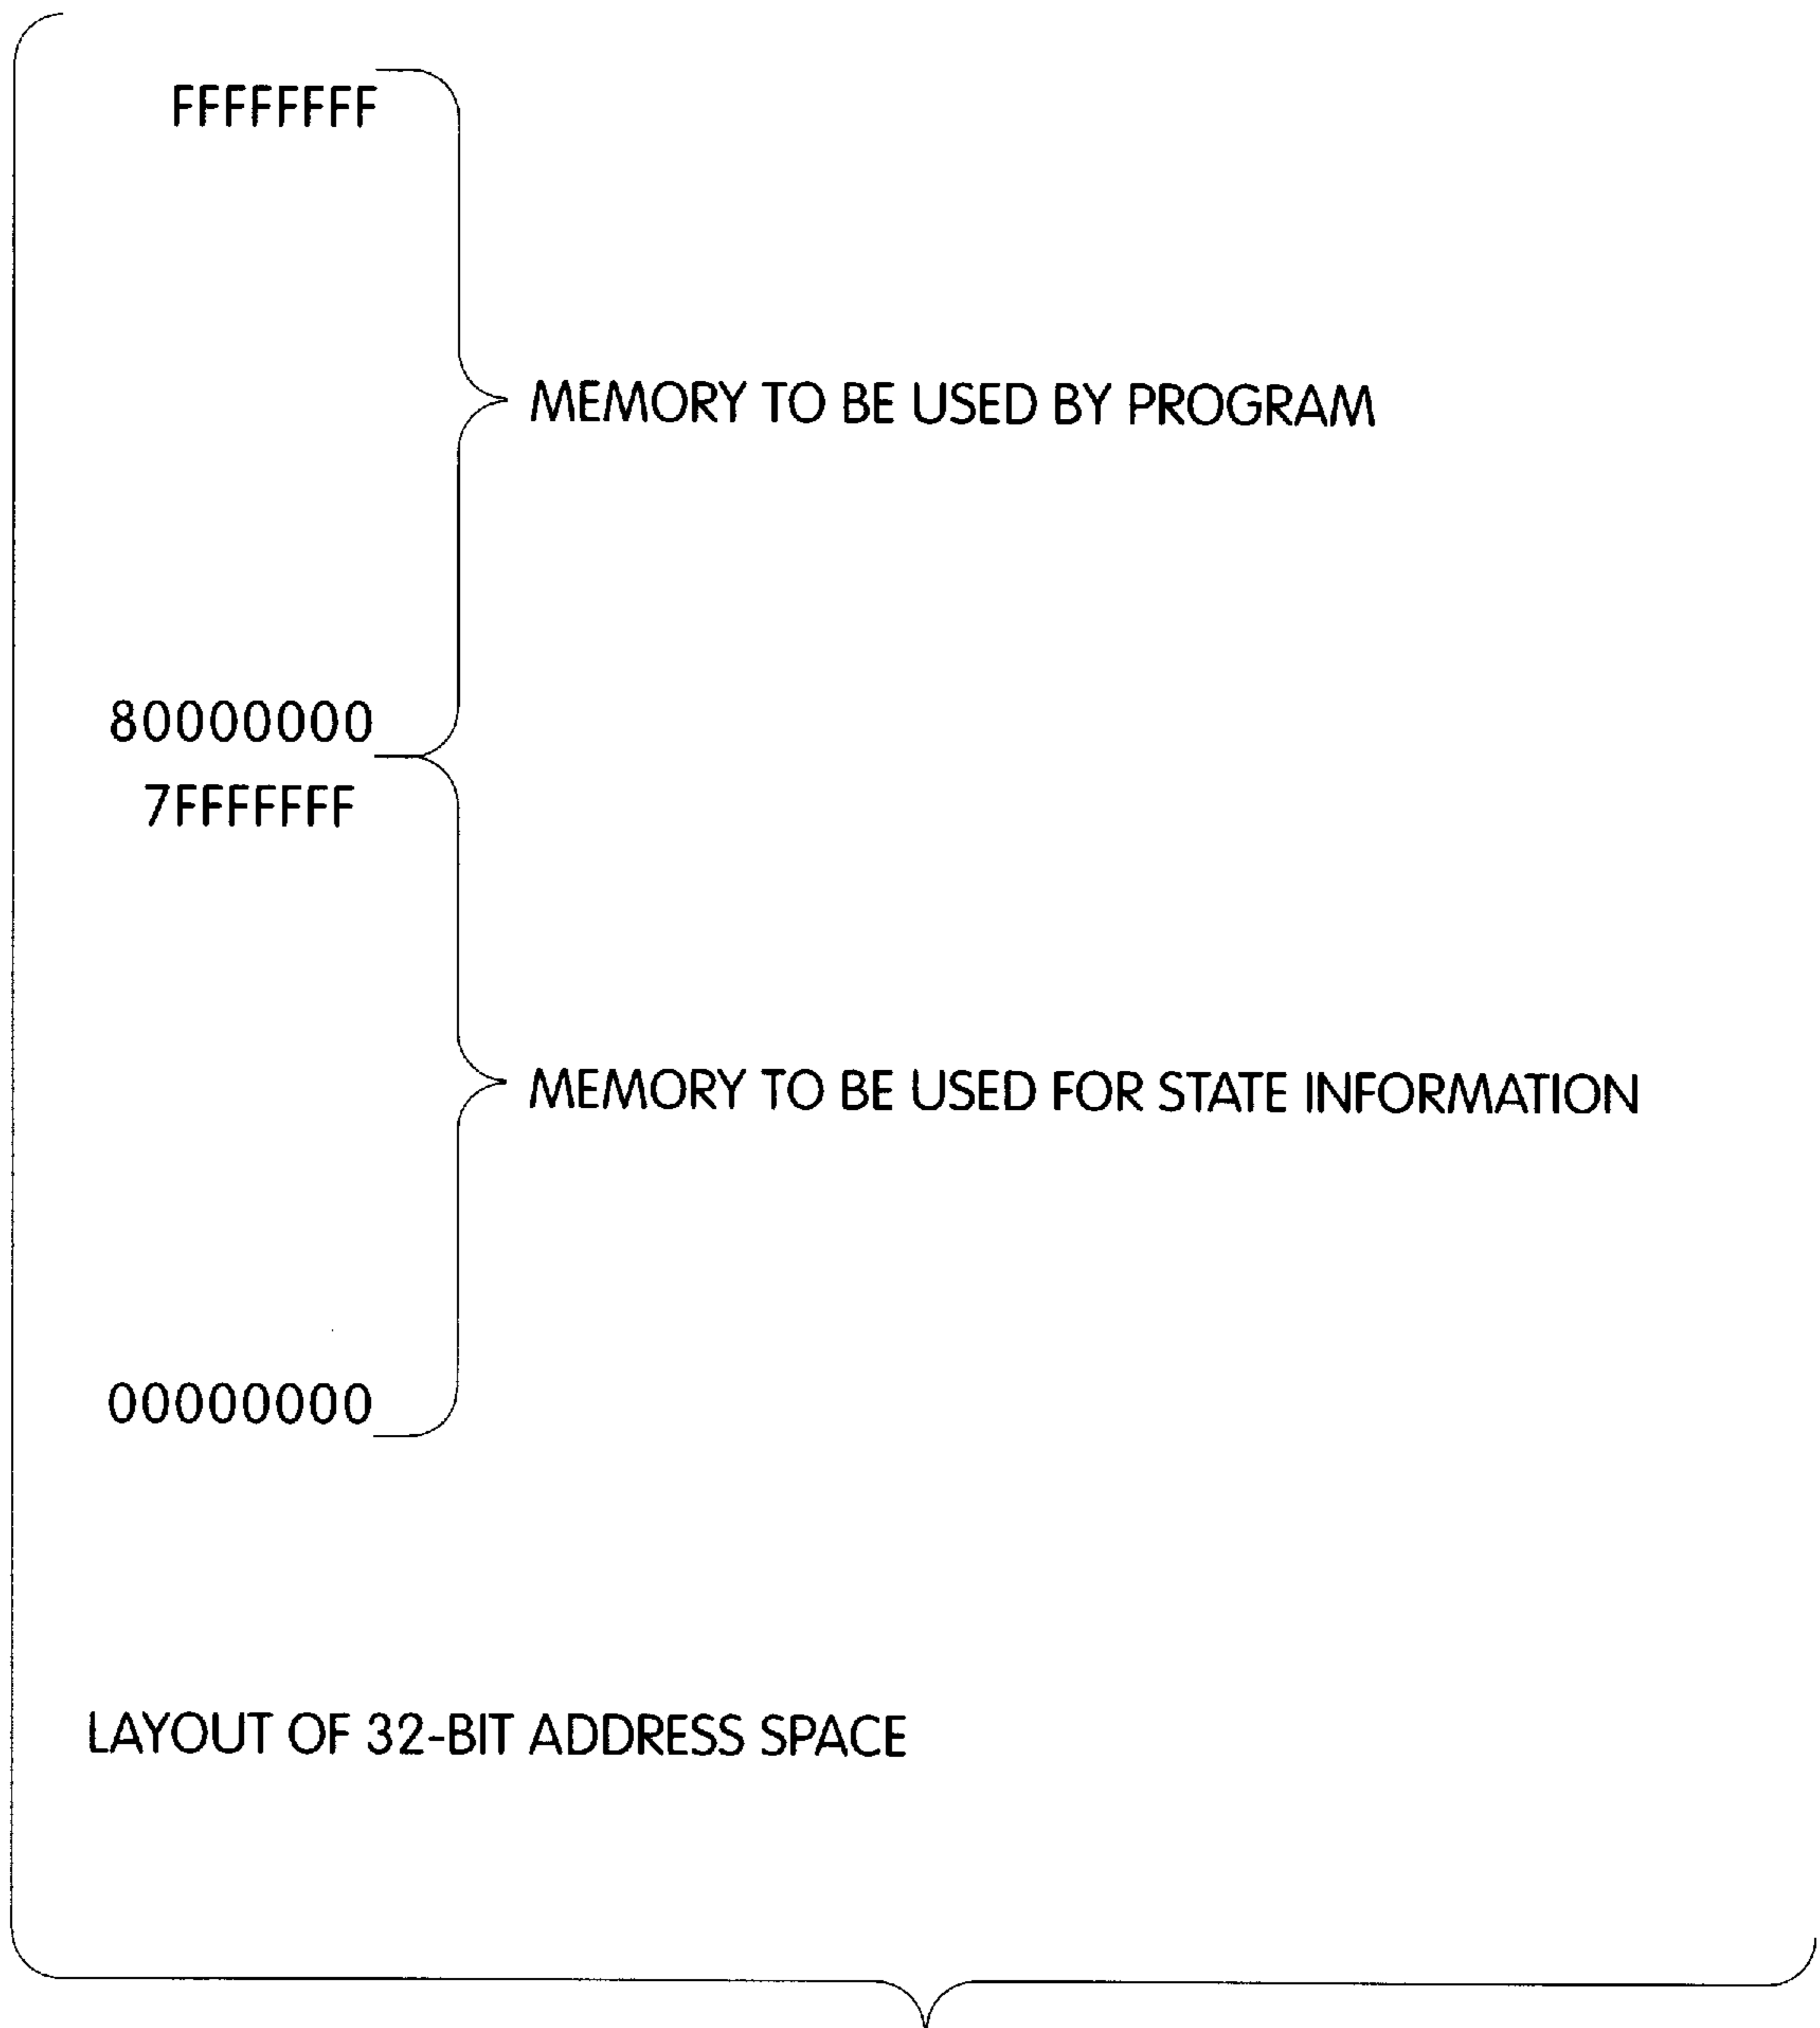 FFFFFFFF
MEMORY TO BE USED BY PROGRAM
80000000
7FFFFFFF
MEMORY TO BE USED FOR STATE INFORMATION
00000000
LAYOUT OF 32-BIT ADDRESS SPACE